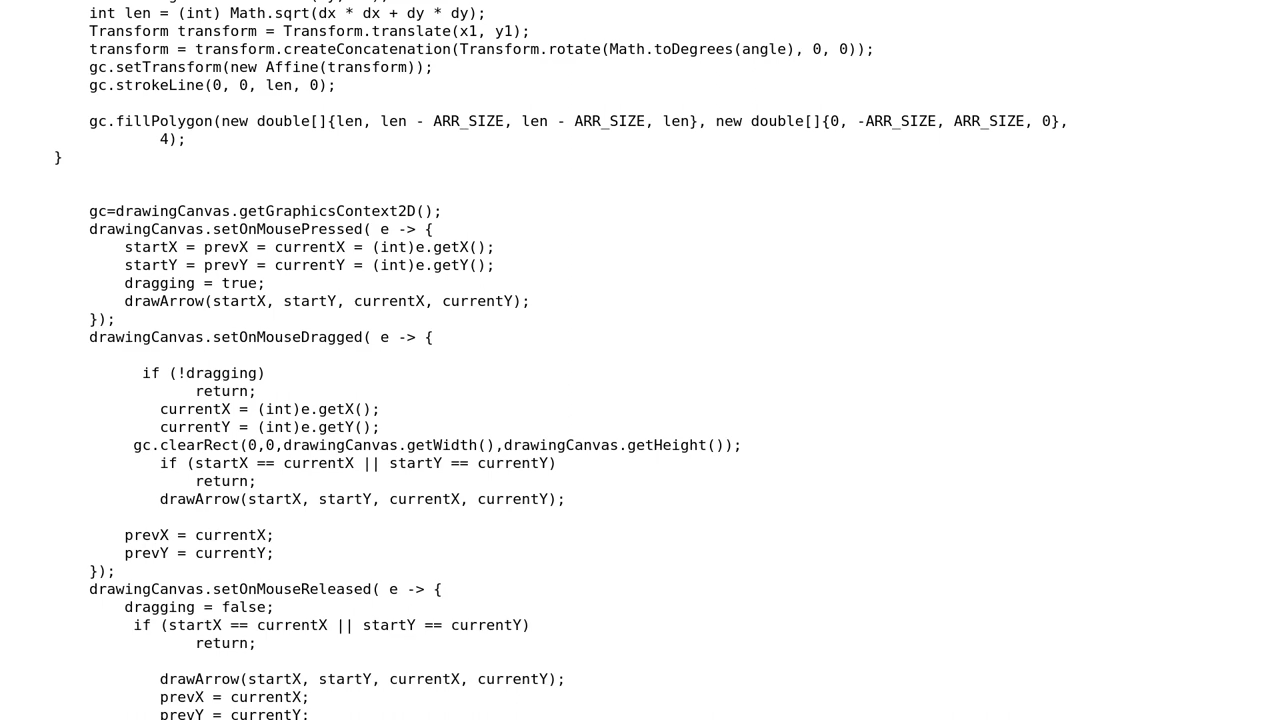 int len = (int) Math.sqrt(dx * dx + dy * dy);
Transform transform = Transform.translate(x1, y1);
transform = transform.createConcatenation(Transform.rotate(Math.toDegrees(angle), 0, 0));
gc.setTransform(new Affine(transform));
gc.strokeLine(0, 0, len, 0);
gc.fillPolygon(new double[]{len, len - ARR_SIZE, len - ARR_SIZE, len}, new double[]{0, -ARR_SIZE, ARR_SIZE, 0},
4);
}
gc=drawingCanvas.getGraphicsContext2D();
drawingCanvas.setOnMousePressed( e -> {
startX = prevX = currentX = (int)e.getX();
startY = prevY = currentY = (int)e.getY();
dragging = true;
drawArrow(startX, startY, currentX, currentY);
});
drawingCanvas.setOnMouseDragged( e -> {
if (!dragging)
return;
currentX = (int)e.getX();
currentY = (int)e.getY();
gc.clearRect(0,0,drawingCanvas.getWidth(),drawingCanvas.getHeight());
if (startX == currentX || startY == currentY)
return;
drawArrow(startX, startY, currentX, currentY);
prevX = currentX;
prevY = currentY;
});
drawingCanvas.setOnMouseReleased( e -> {
dragging = false;
if (startX == currentX || startY == currentY)
return;
drawArrow(startX, startY, currentX, currentY);
prevX = currentX;
prevY = currentY;